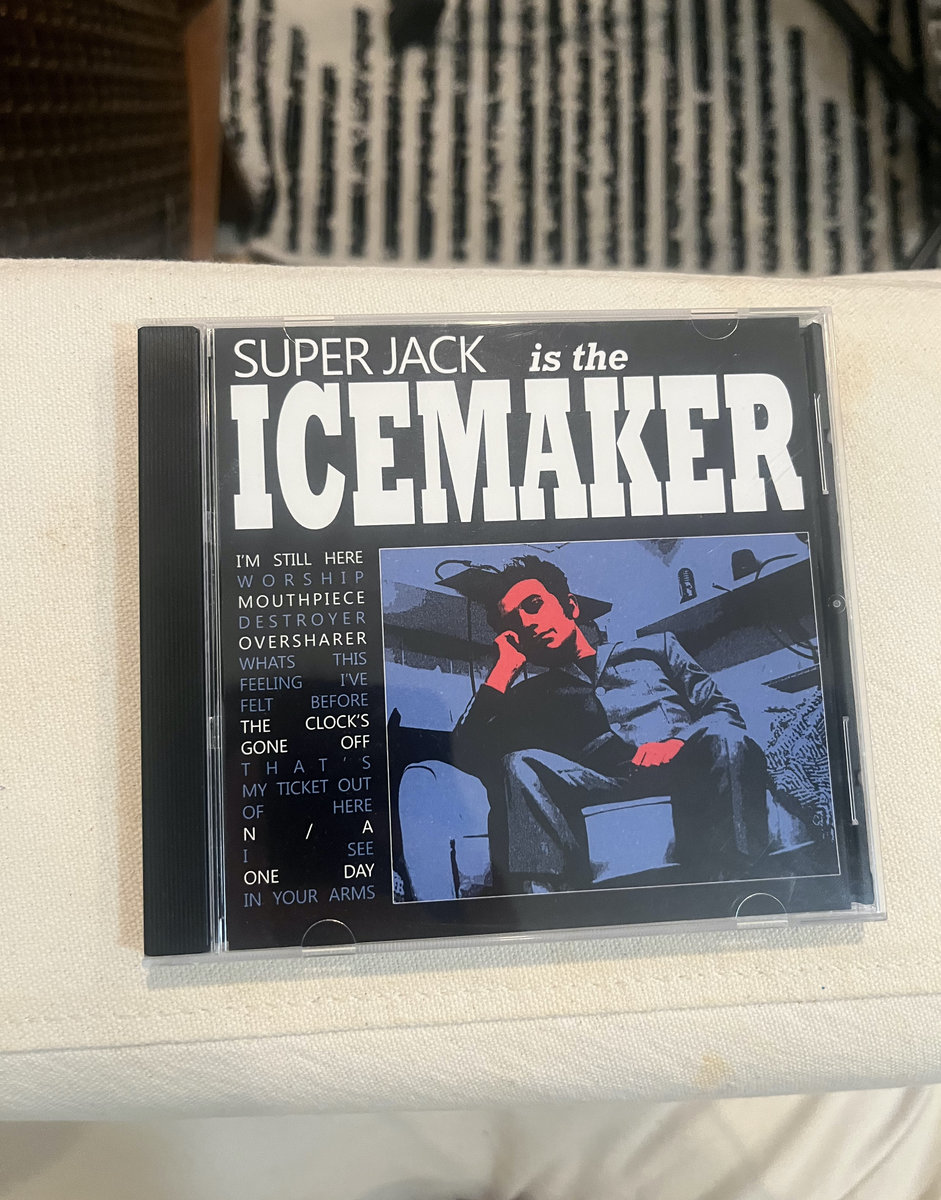 SUPER JACK is the
ICEMAKER
I'M STILL HERE
WORSHIP
MOUTHPIECE
DESTROYER
OVERSHARER
WHATS THIS
FEELING I'VE
FELT BEFORE
THE CLOCK'S
GONE OFF
THAT'S
MY TICKET OUT
OF HERE
N / A
I SEE
ONE DAY
IN YOUR ARMS